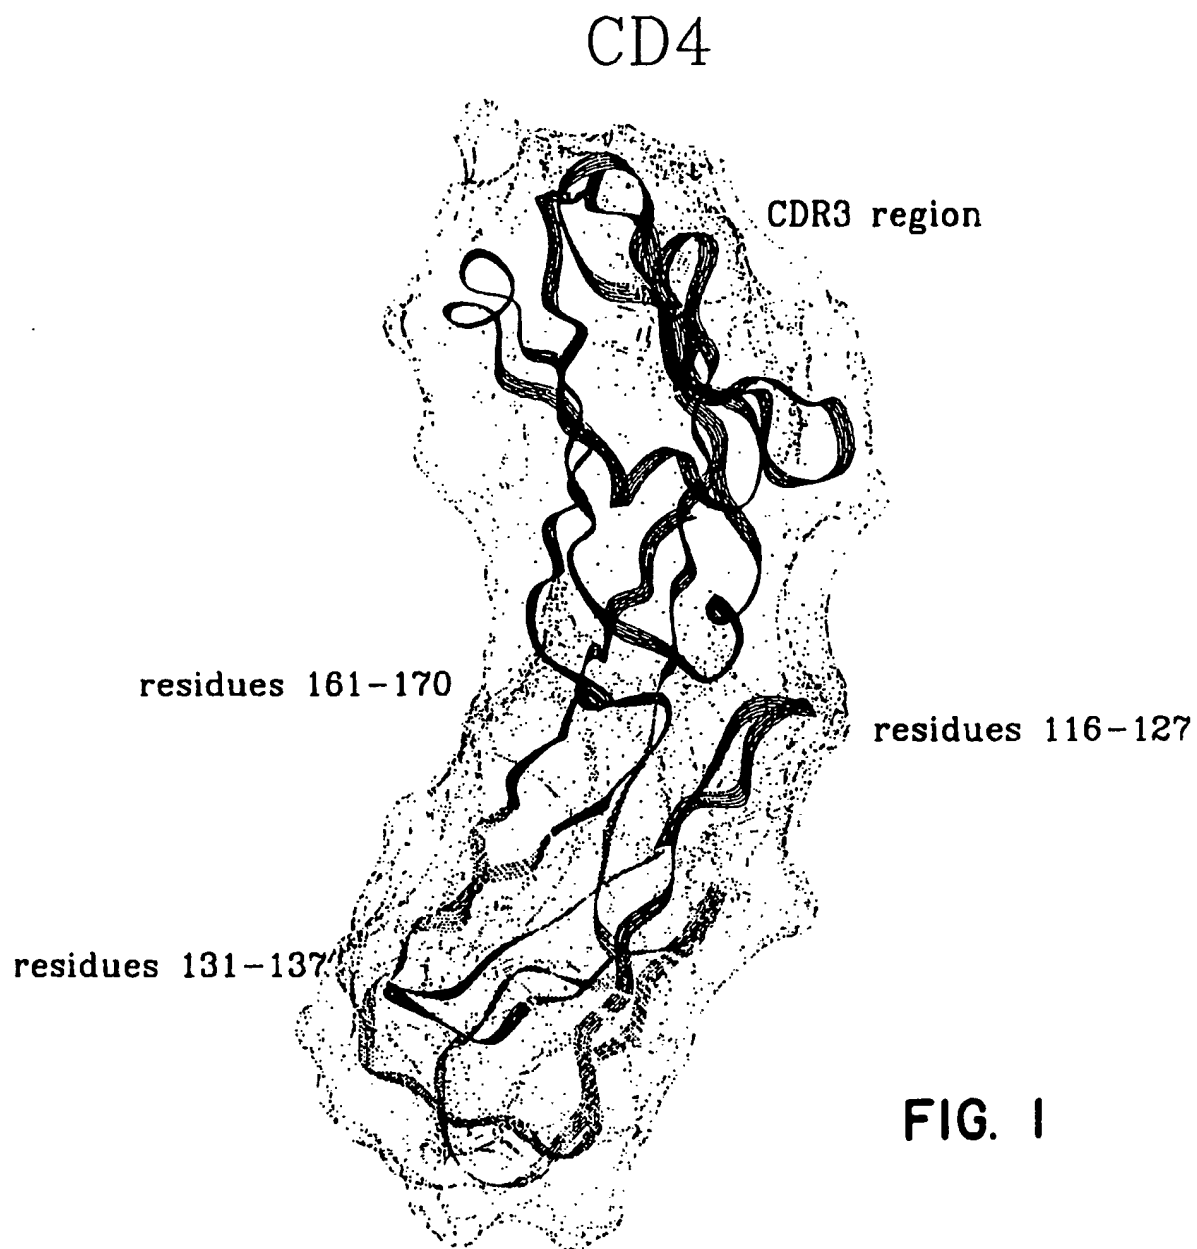 CD4
CDR3 region
residues 161-170
residues 116-127
residues 131-137
FIG. 1